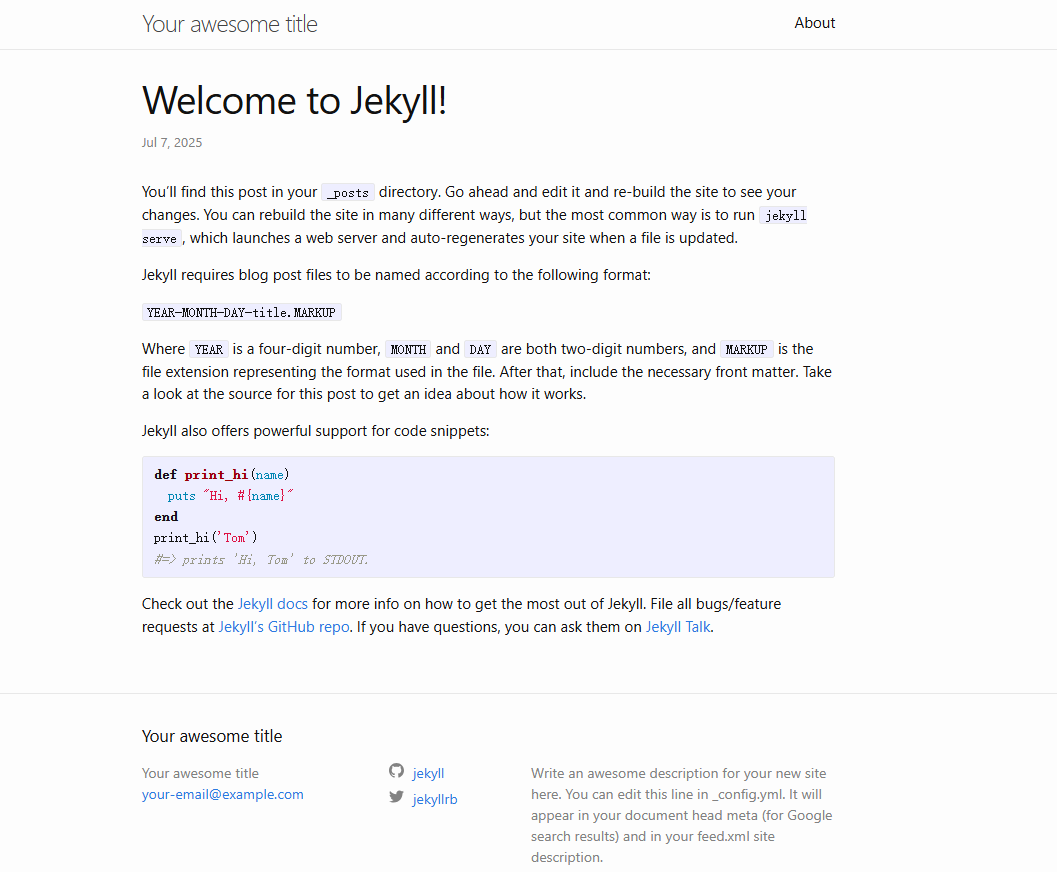 Your awesome title
About
Welcome to Jekyll!
Jul 7, 2025
You’ll find this post in your _posts directory. Go ahead and edit it and re-build the site to see your
changes. You can rebuild the site in many different ways, but the most common way is to run jekyll
serve, which launches a web server and auto-regenerates your site when a file is updated.
Jekyll requires blog post files to be named according to the following format:
YEAR-MONTH-DAY-title.MARKUP
Where YEAR is a four-digit number, MONTH and DAY are both two-digit numbers, and MARKUP is the
file extension representing the format used in the file. After that, include the necessary front matter. Take
a look at the source for this post to get an idea about how it works.
Jekyll also offers powerful support for code snippets:
def print_hi(name)
  puts "Hi, #{name}"
end
print_hi('Tom')
#=> prints 'Hi, Tom' to STDOUT.
Check out the Jekyll docs for more info on how to get the most out of Jekyll. File all bugs/feature
requests at Jekyll’s GitHub repo. If you have questions, you can ask them on Jekyll Talk.
Your awesome title
Your awesome title
your-email@example.com
jekyll
jekyllrb
Write an awesome description for your new site
here. You can edit this line in _config.yml. It will
appear in your document head meta (for Google
search results) and in your feed.xml site
description.